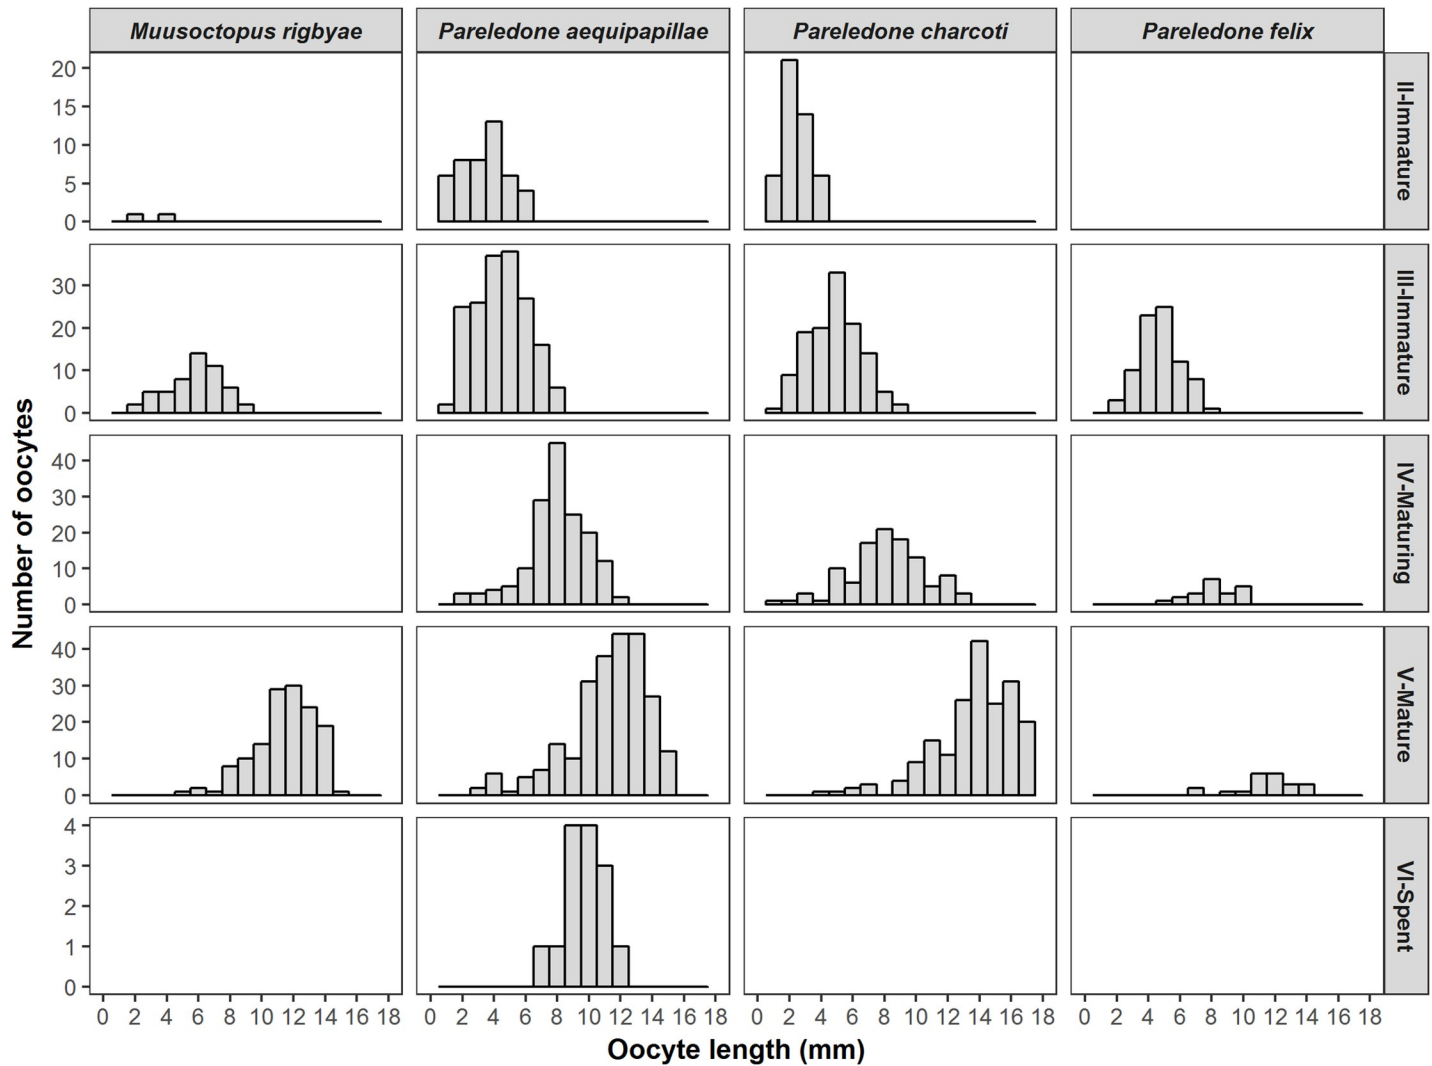 Muusoctopus rigbyae Pareledone aequipapillae Pareledone charcoti Pareledone felix
20
15
10
5
0
II-Immature
30
20
10
0
III-Immature
40
30
20
10
0
IV-Maturing
40
30
20
10
0
V-Mature
4
3
2
1
0
VI-Spent
0 2 4 6 8 10 12 14 16 18 0 2 4 6 8 10 12 14 16 18 0 2 4 6 8 10 12 14 16 18 0 2 4 6 8 10 12 14 16 18
Number of oocytes
Oocyte length (mm)